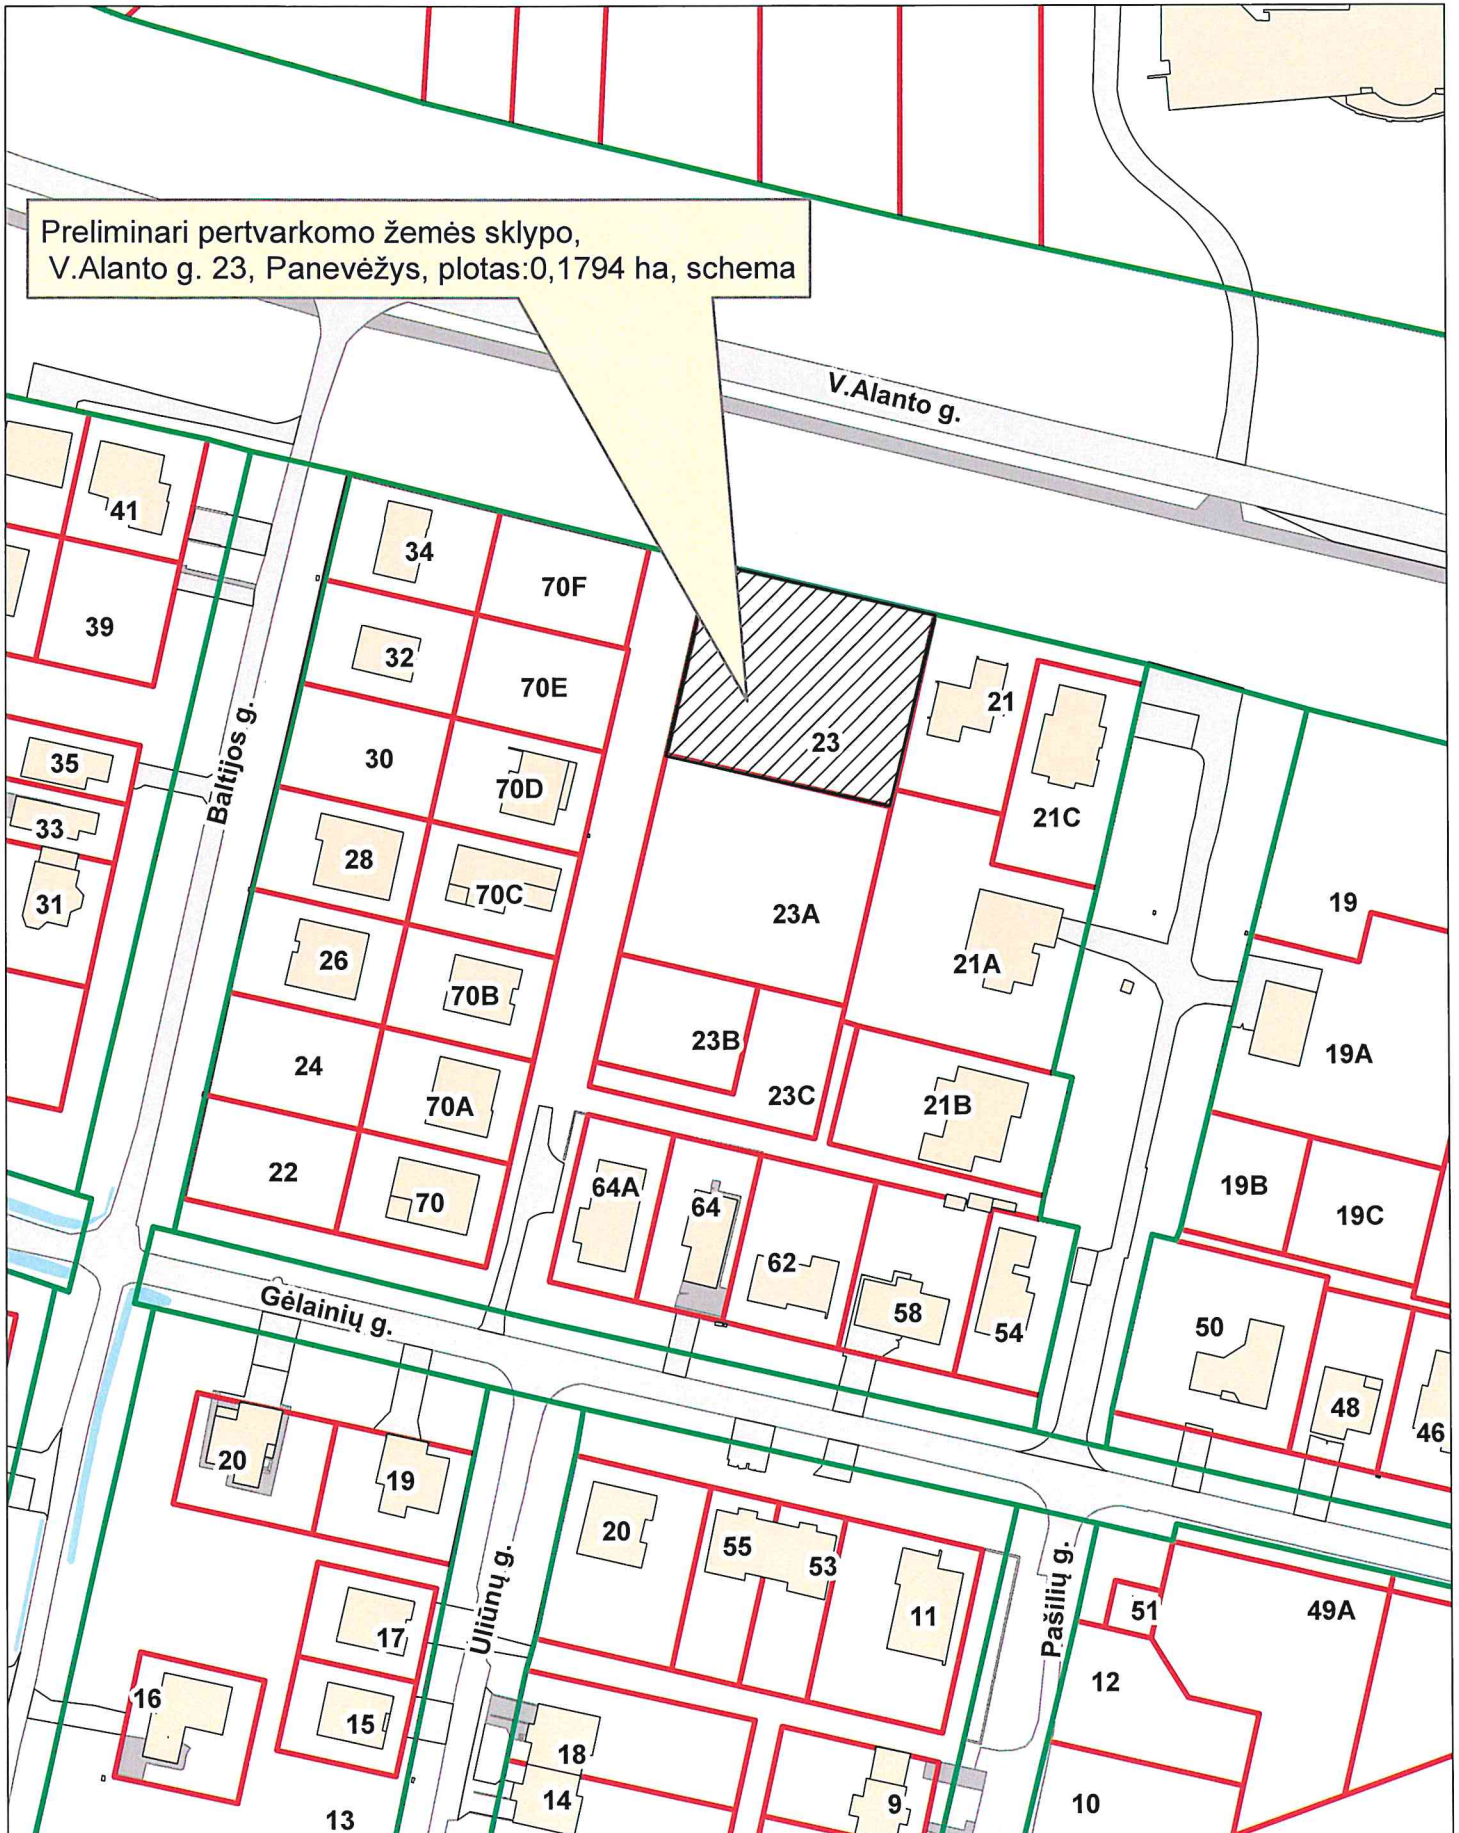 Preliminari pertvarkomo žemės sklypo,
V.Alanto g. 23, Panevėžys, plotas:0,1794 ha, schema
V.Alanto g.
41
34
70F
39
32
70E
21
23
35
30
70D
21C
Baltijos g.
33
28
70C
31
23A
19
26
21A
70B
23B
19A
24
70A
23C
21B
22
70
64A
64
19B
19C
62
Gėlainių g.
58
54
50
48
46
20
19
20
55
53
Uliūnų g.
11
Pašilių g.
51
49A
17
12
16
15
18
14
9
10
13